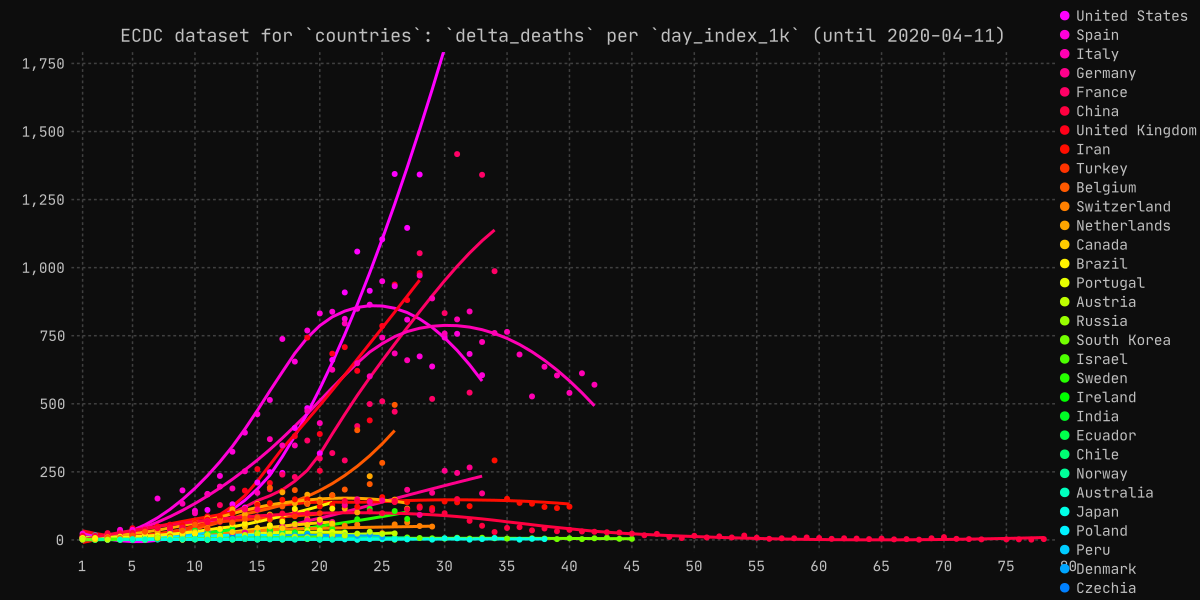 ECDC dataset for `countries`: `delta_deaths` per `day_index_1k` (until 2020-04-11)
1,750
1,500
1,250
1,000
750
500
250
0
1 5 10 15 20 25 30 35 40 45 50 55 60 65 70 75 80
United States
Spain
Italy
Germany
France
China
United Kingdom
Iran
Turkey
Belgium
Switzerland
Netherlands
Canada
Brazil
Portugal
Austria
Russia
South Korea
Israel
Sweden
Ireland
India
Ecuador
Chile
Norway
Australia
Japan
Poland
Peru
Denmark
Czechia